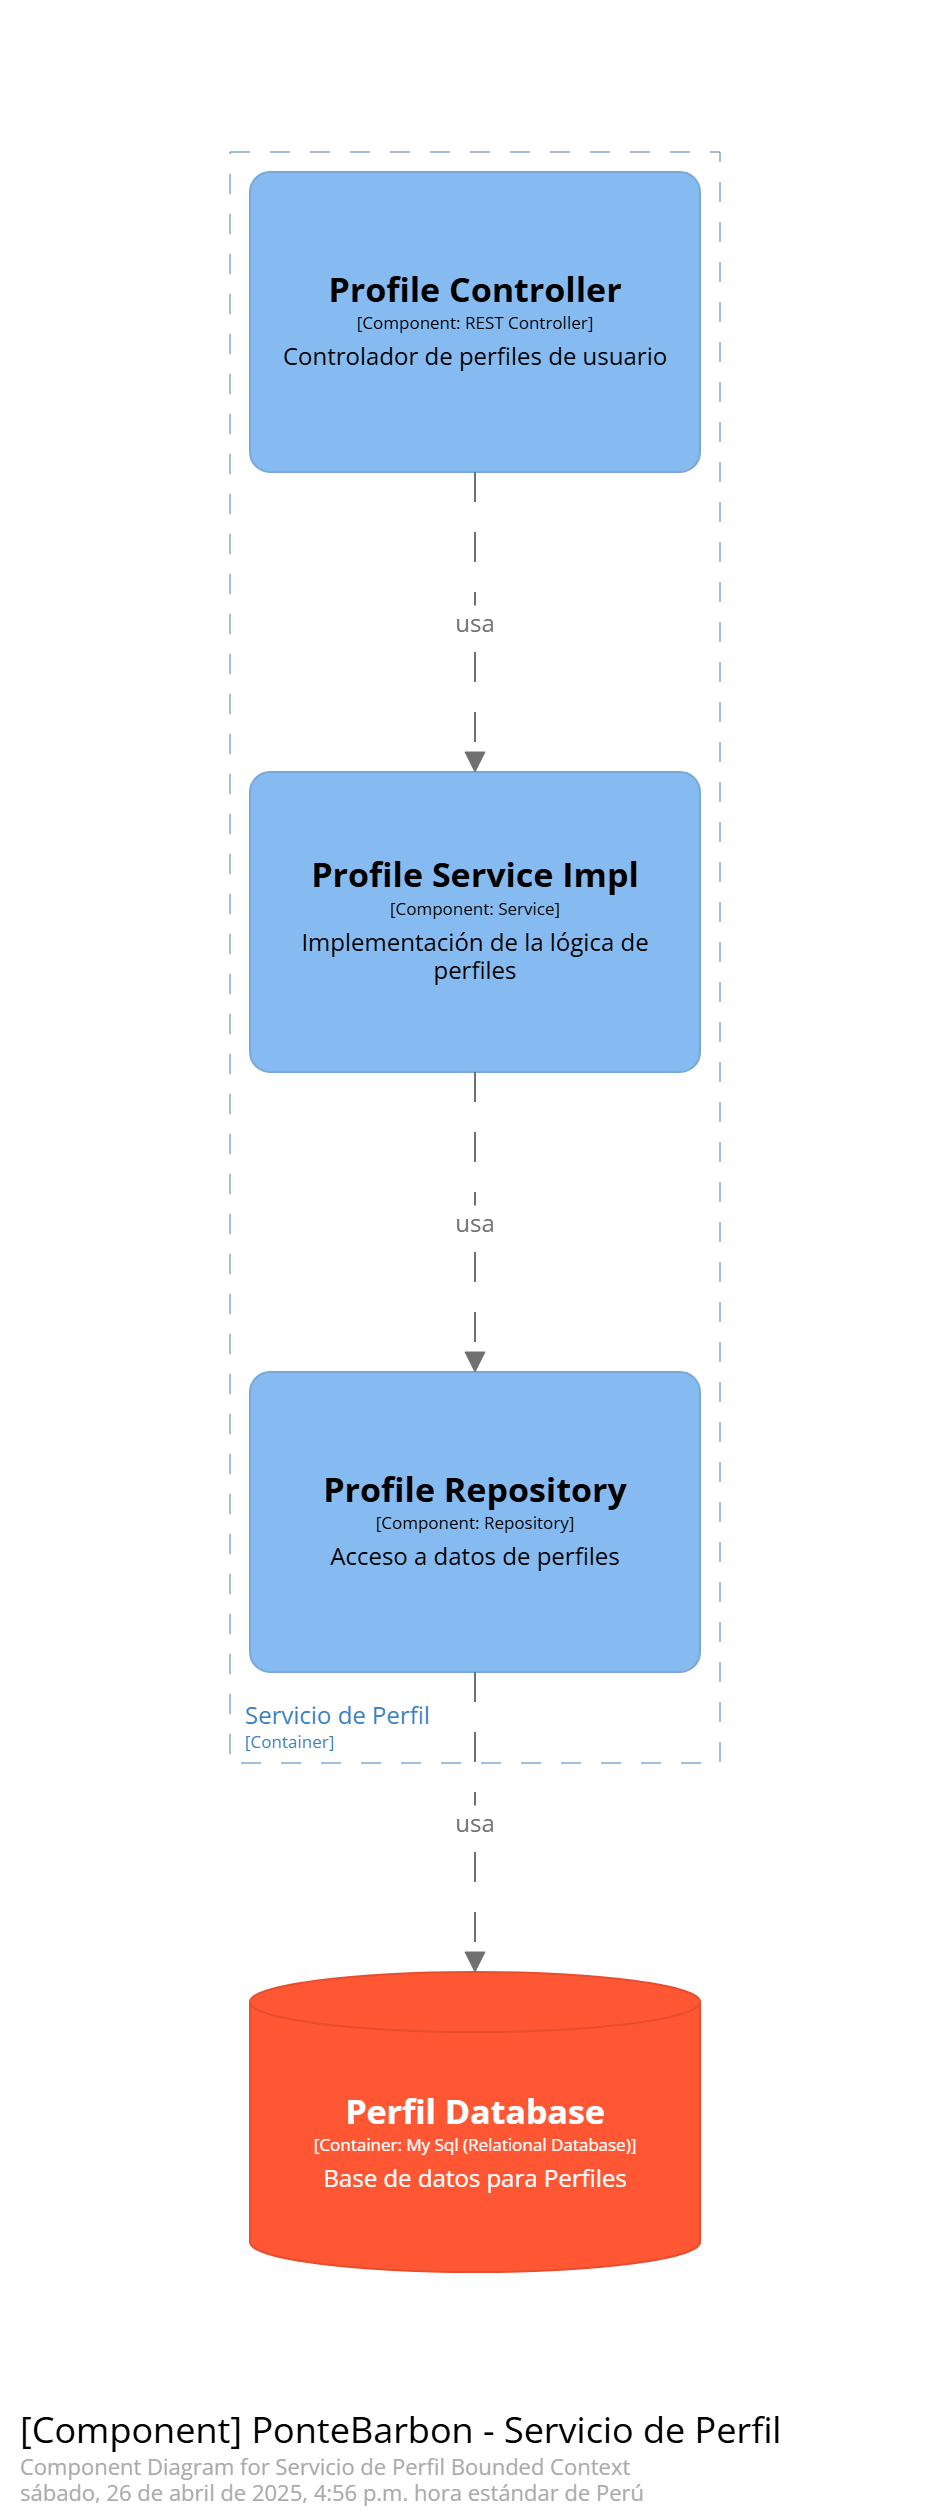 Profile Controller
[Component: REST Controller]
Controlador de perfiles de usuario
usa
Profile Service Impl
[Component: Service]
Implementación de la lógica de
perfiles
usa
Profile Repository
[Component: Repository]
Acceso a datos de perfiles
Servicio de Perfil
[Container]
usa
Perfil Database
[Container: My Sql (Relational Database)]
Base de datos para Perfiles
[Component] PonteBarbon - Servicio de Perfil
Component Diagram for Servicio de Perfil Bounded Context
sábado, 26 de abril de 2025, 4:56 p.m. hora estándar de Perú